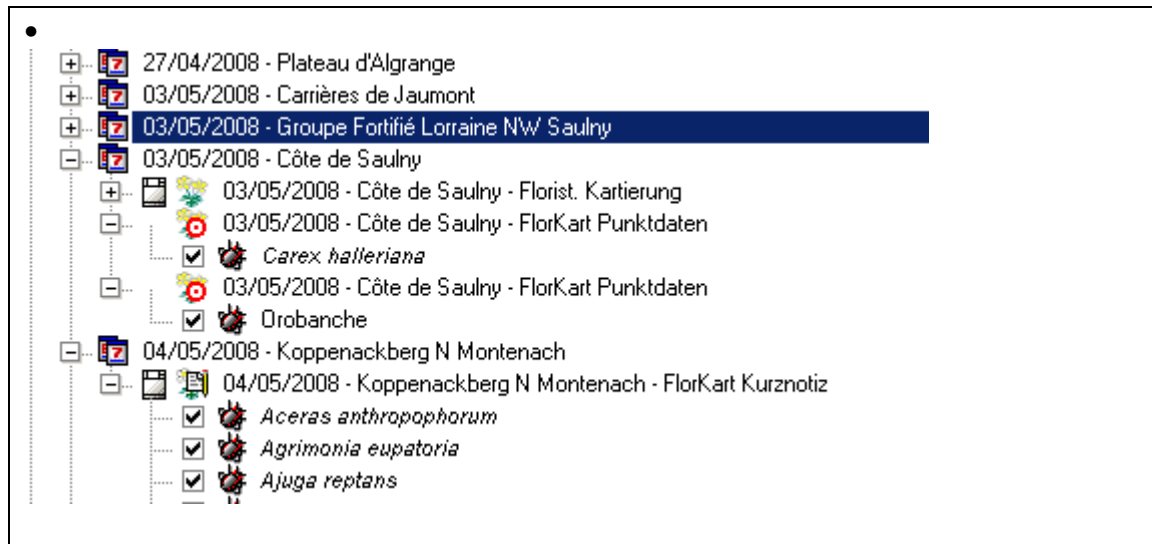 27/04/2008 - Plateau d'Algrange
03/05/2008 - Carrières de Jaumont
03/05/2008 - Groupe Fortifié Lorraine NW Saulny
03/05/2008 - Côte de Saulny
03/05/2008 - Côte de Saulny - Florist. Kartierung
03/05/2008 - Côte de Saulny - FlorKart Punktdaten
Carex halleriana
03/05/2008 - Côte de Saulny - FlorKart Punktdaten
Orobanche
04/05/2008 - Koppenackberg N Montenach
04/05/2008 - Koppenackberg N Montenach - FlorKart Kurznotiz
Aceras anthropophorum
Agrimonia eupatoria
Ajuga reptans